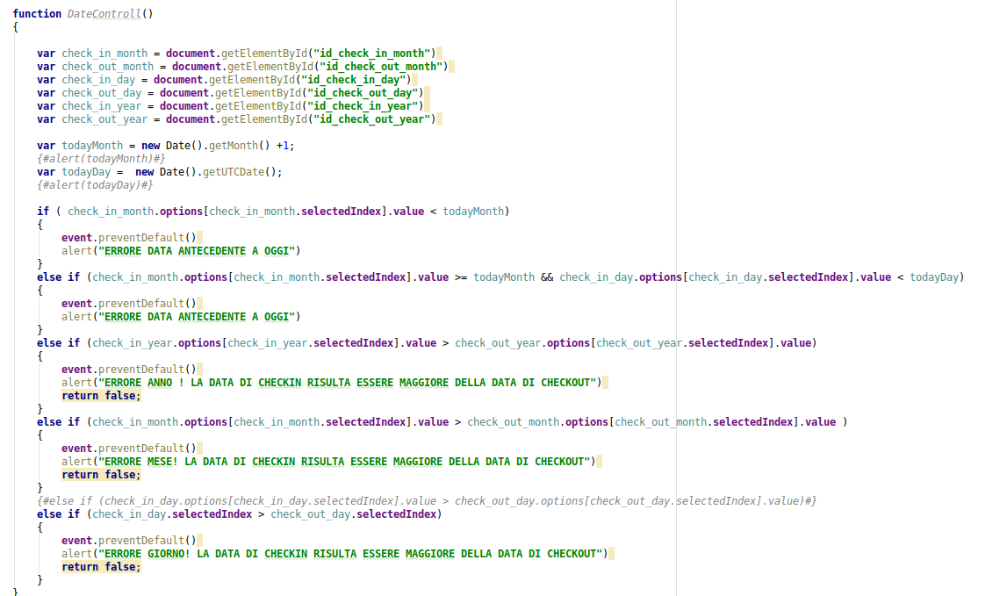 function DateControll()
{
var check_in_month = document.getElementById("id_check_in_month")
var check_out_month = document.getElementById("id_check_out_month")
var check_in_day = document.getElementById("id_check_in_day")
var check_out_day = document.getElementById("id_check_out_day")
var check_in_year = document.getElementById("id_check_in_year")
var check_out_year = document.getElementById("id_check_out_year")
var todayMonth = new Date().getMonth() +1;
{#alert(todayMonth)#}
var todayDay =  new Date().getUTCDate();
{#alert(todayDay)#}
if ( check_in_month.options[check_in_month.selectedIndex].value < todayMonth)
{
event.preventDefault()
alert("ERRORE DATA ANTECEDENTE A OGGI")
}
else if (check_in_month.options[check_in_month.selectedIndex].value >= todayMonth && check_in_day.options[check_in_day.selectedIndex].value < todayDay)
{
event.preventDefault()
alert("ERRORE DATA ANTECEDENTE A OGGI")
}
else if (check_in_year.options[check_in_year.selectedIndex].value > check_out_year.options[check_out_year.selectedIndex].value)
{
event.preventDefault()
alert("ERRORE ANNO ! LA DATA DI CHECKIN RISULTA ESSERE MAGGIORE DELLA DATA DI CHECKOUT")
return false;
}
else if (check_in_month.options[check_in_month.selectedIndex].value > check_out_month.options[check_out_month.selectedIndex].value )
{
event.preventDefault()
alert("ERRORE MESE! LA DATA DI CHECKIN RISULTA ESSERE MAGGIORE DELLA DATA DI CHECKOUT")
return false;
}
{#else if (check_in_day.options[check_in_day.selectedIndex].value > check_out_day.options[check_out_day.selectedIndex].value)#}
else if (check_in_day.selectedIndex > check_out_day.selectedIndex)
{
event.preventDefault()
alert("ERRORE GIORNO! LA DATA DI CHECKIN RISULTA ESSERE MAGGIORE DELLA DATA DI CHECKOUT")
return false;
}
}